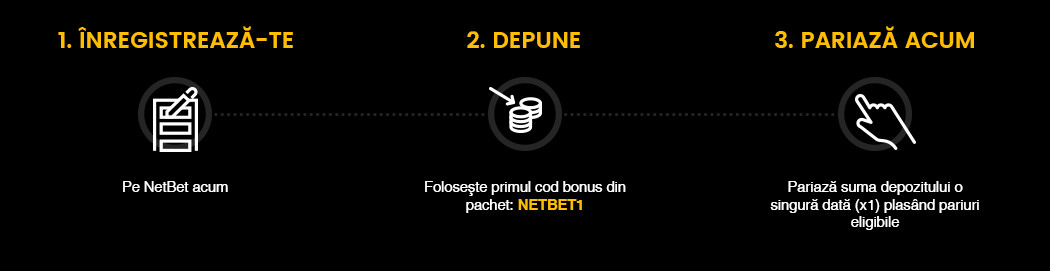 1. ÎNREGISTREAZĂ-TE
Pe NetBet acum
2. DEPUNE
Folosește primul cod bonus din
pachet: NETBET1
3. PARIAZĂ ACUM
Pariază suma depozitului o
singură dată (x1) plasând pariuri
eligibile